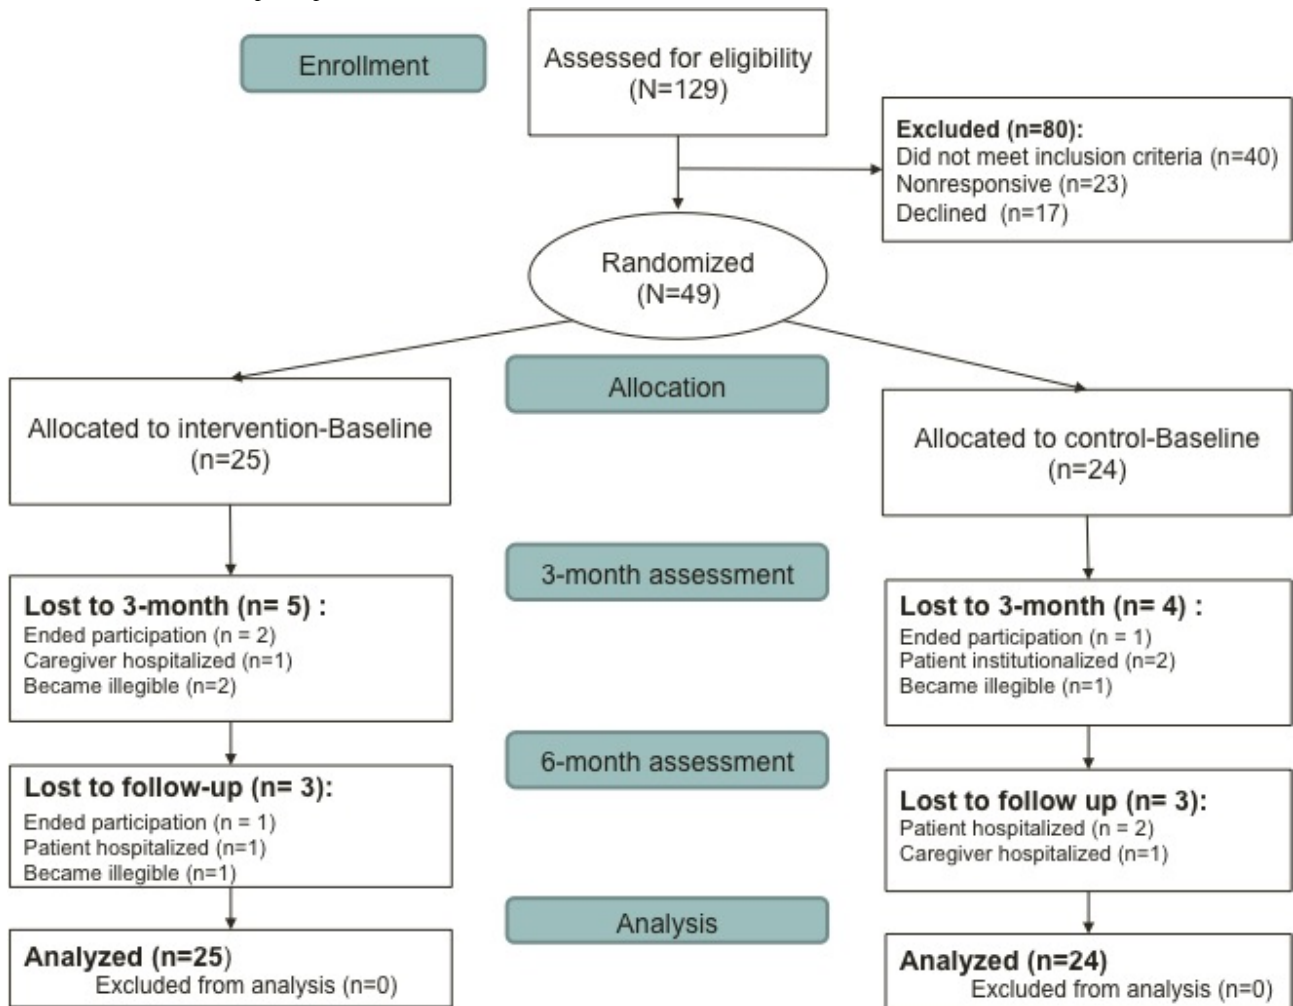 Enrollment
Assessed for eligibility
(N=129)
Excluded (n=80):
Did not meet inclusion criteria (n=40)
Nonresponsive (n=23)
Declined  (n=17)
Randomized
(N=49)
Allocation
Allocated to intervention-Baseline
(n=25)
Allocated to control-Baseline
(n=24)
3-month assessment
Lost to 3-month (n= 5) :
Ended participation (n = 2)
Caregiver hospitalized (n=1)
Became illegible (n=2)
Lost to 3-month (n= 4) :
Ended participation (n = 1)
Patient institutionalized (n=2)
Became illegible (n=1)
6-month assessment
Lost to follow-up (n= 3):
Ended participation (n = 1)
Patient hospitalized (n=1)
Became illegible (n=1)
Lost to follow up (n= 3):
Patient hospitalized (n = 2)
Caregiver hospitalized (n=1)
Analysis
Analyzed (n=25)
Excluded from analysis (n=0)
Analyzed (n=24)
Excluded from analysis (n=0)